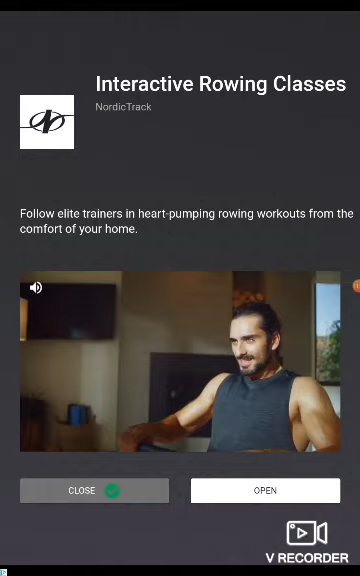 Interactive Rowing Classes
NordicTrack
Follow elite trainers in heart-pumping rowing workouts from the
comfort of your home.
CLOSE
OPEN
V RECORDER